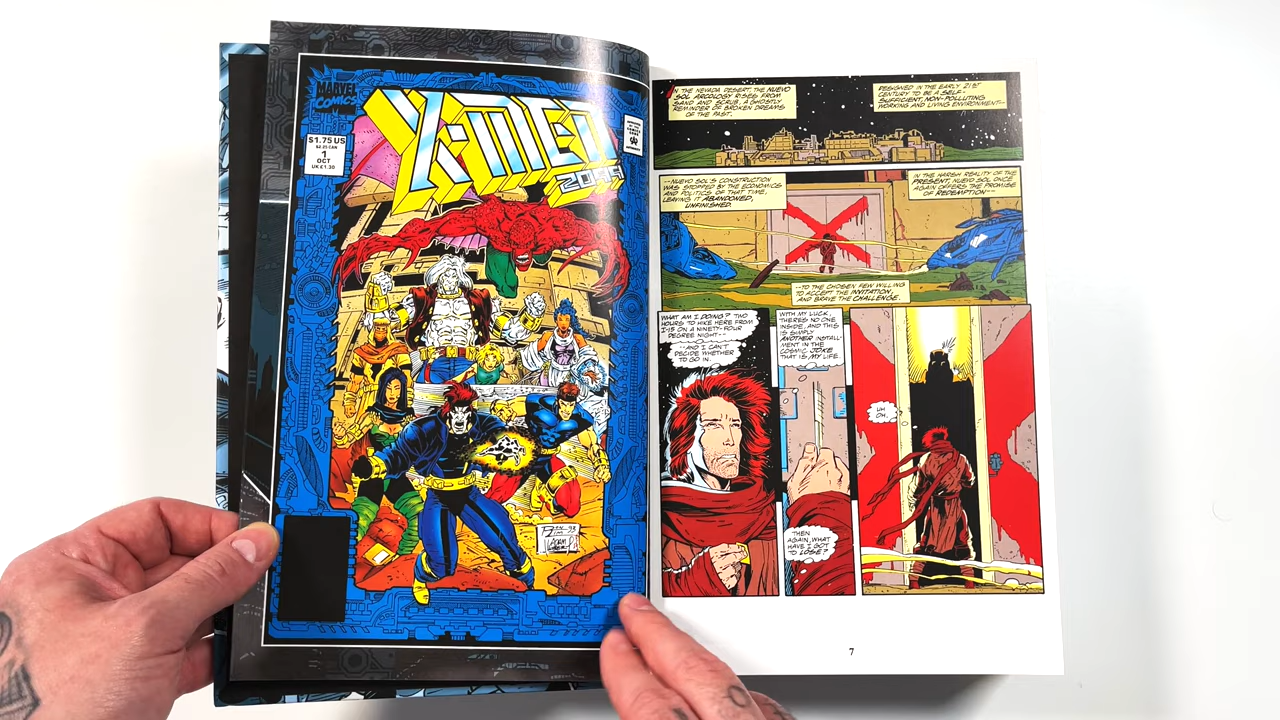 MARVEL
COMICS
$1.75 US
$2.25 CAN
1
OCT
UK £1.30
X-MEN
2099
IN THE NEVADA DESERT, THE NUEVO
SOL ARCOLOGY RISES FROM
SAND AND SCRUB, A GHOSTLY
REMINDER OF BROKEN DREAMS
OF THE PAST.
DESIGNED IN THE EARLY 21ST
CENTURY TO BE A SELF-
SUFFICIENT, NON-POLLUTING
WORKING AND LIVING ENVIRONMENT--
--NUEVO SOL'S CONSTRUCTION
WAS STOPPED BY THE ECONOMICS
AND POLITICS OF THAT TIME,
LEAVING IT ABANDONED,
UNFINISHED.
IN THE HARSH REALITY OF THE
PRESENT, NUEVO SOL ONCE
AGAIN OFFERS THE PROMISE
OF REDEMPTION--
--TO THE CHOSEN FEW WILLING
TO ACCEPT THE INVITATION,
AND BRAVE THE CHALLENGE.
WHAT AM I DOING? TWO
HOURS TO HIKE HERE FROM
I-15 ON A NINETY-FOUR
DEGREE NIGHT--
--AND I CAN'T
DECIDE WHETHER
TO GO IN.
WITH MY LUCK,
THERE'S NO ONE
INSIDE, AND THIS
IS SIMPLY
ANOTHER INSTALL-
MENT IN THE
COSMIC JOKE
THAT IS MY LIFE.
THEN
AGAIN, WHAT
HAVE I GOT
TO LOSE?
UH
OH.
7